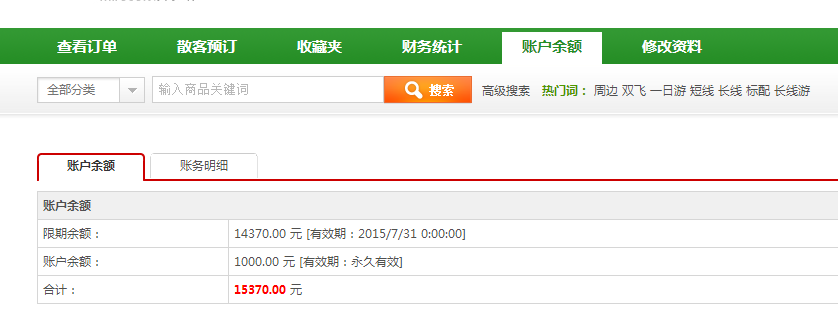 查看订单 散客预订 收藏夹 财务统计 账户余额 修改资料
全部分类 输入商品关键词 搜索 高级搜索 热门词： 周边 双飞 一日游 短线 长线 标配 长线游
账户余额 账务明细
账户余额
限期余额： 14370.00 元 [有效期：2015/7/31 0:00:00]
账户余额： 1000.00 元 [有效期：永久有效]
合计： 15370.00 元